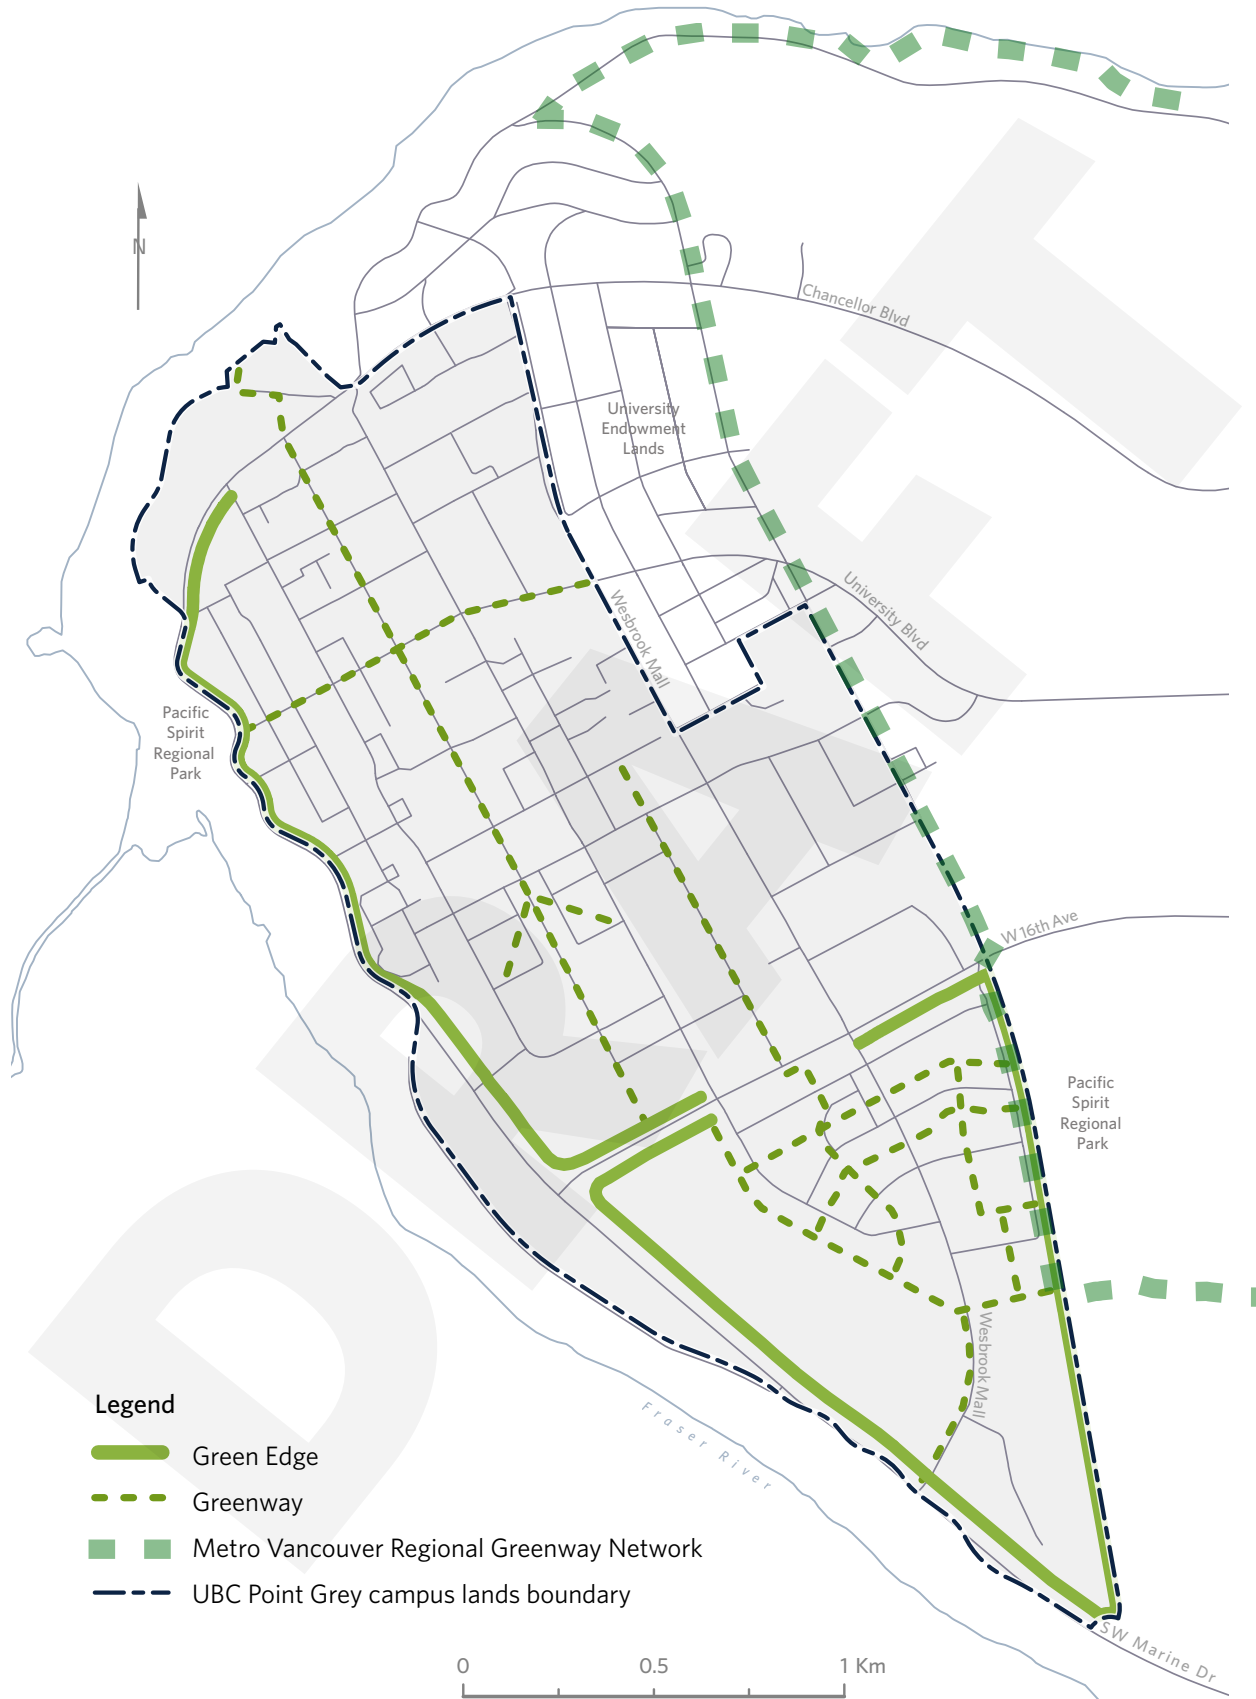 N
Chancellor Blvd
University
Endowment
Lands
University Blvd
Wesbrook Mall
Pacific
Spirit
Regional
Park
W 16th Ave
Pacific
Spirit
Regional
Park
Wesbrook Mall
Fraser River
SW Marine Dr
DRAFT
Legend
Green Edge
Greenway
Metro Vancouver Regional Greenway Network
UBC Point Grey campus lands boundary
0 0.5 1 Km